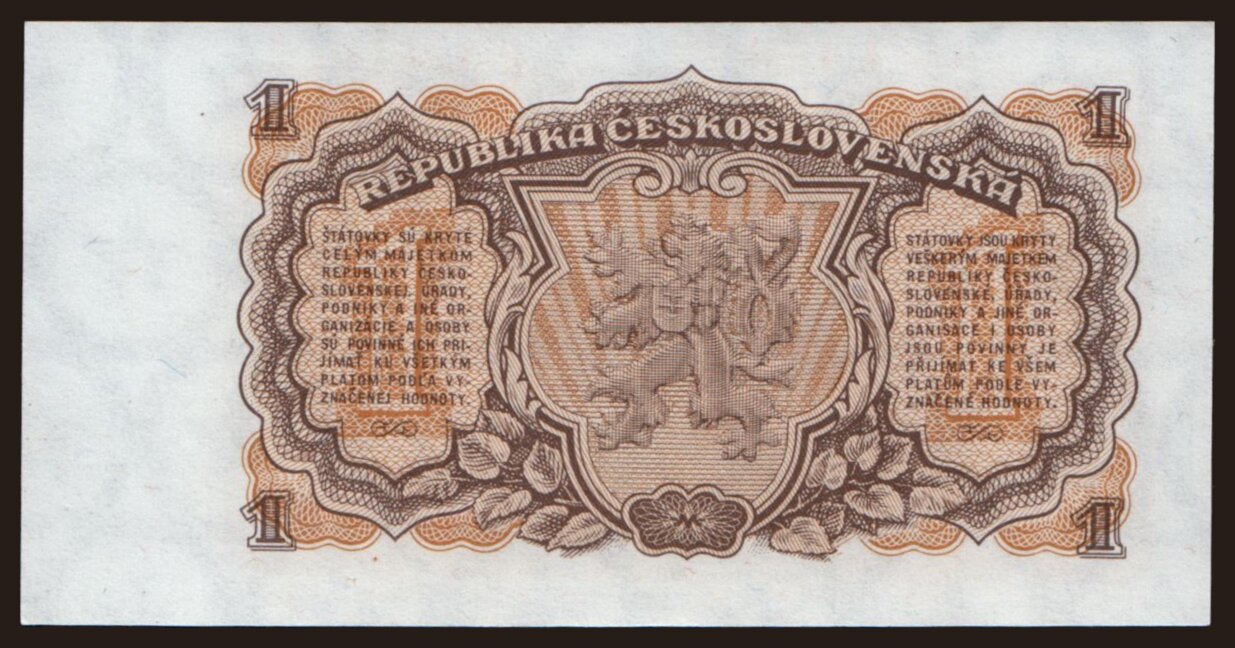 1
1
REPUBLIKA ČESKOSLOVENSKÁ
ŠTÁTOVKY SÚ KRYTÉ
CELÝM MAJETKOM
REPUBLIKY ČESKO-
SLOVENSKEJ. ÚRADY,
PODNIKY A INÉ OR-
GANIZÁCIE A OSOBY
SÚ POVINNÉ ICH PRI-
JÍMAŤ KU VŠETKÝM
PLATOM PODĽA VY-
ZNAČENEJ HODNOTY.
STÁTOVKY JSOU KRYTY
VEŠKERÝM MAJETKEM
REPUBLIKY ČESKO-
SLOVENSKÉ. ÚŘADY,
PODNIKY A JINÉ OR-
GANISACE I OSOBY
JSOU POVINNY JE
PŘIJÍMAT KE VŠEM
PLATŮM PODLE VY-
ZNAČENÉ HODNOTY.
1
1
1
1